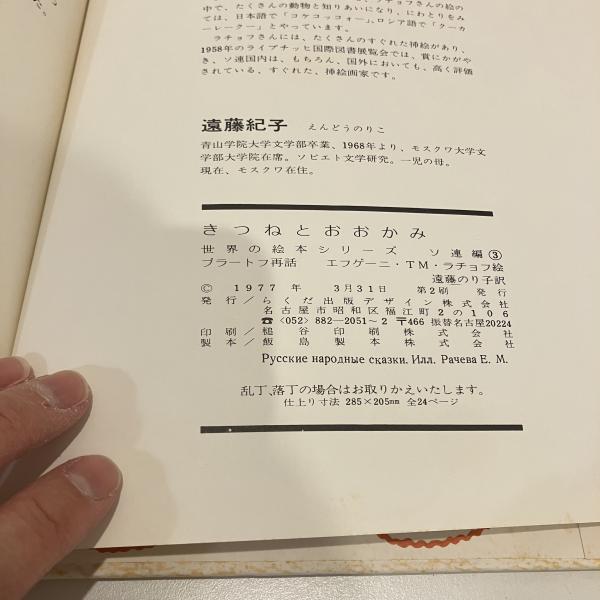 中で、たくさんの動物と知りあいになり、にわとりをみ
ては、日本語で「コケコッコォー」、ロシア語で「クーカ
ーレークー」とやっています。
ラチョフさんには、たくさんのすぐれた挿絵があり、
1958年のライプチッヒ国際図書展覧会では、賞にかがや
き、ソ連国内は、もちろん、国外においても、高く評価
されている、すぐれた、挿絵画家です。
遠藤紀子 えんどうのりこ
青山学院大学文学部卒業、1968年より、モスクワ大学文
学部大学院在席。ソビエト文学研究。一児の母。
現在、モスクワ在住。
きつねとおおかみ
世界の絵本シリーズ ソ連編③
ブラートフ再話 エフゲーニ・TM・ラチョフ絵
遠藤のり子訳
© 1977年 3月31日 第2刷 発行
発行/らくだ出版デザイン株式会社
名古屋市昭和区福江町2の106
☎〈052〉882―2051~2 〒466 振替名古屋20224
印刷/槌谷印刷株式会社
製本/飯島製本株式会社
Русские народные сказки. Илл. Рачева Е. М.
乱丁、落丁の場合はお取りかえいたします。
仕上り寸法 285×205mm 全24ページ